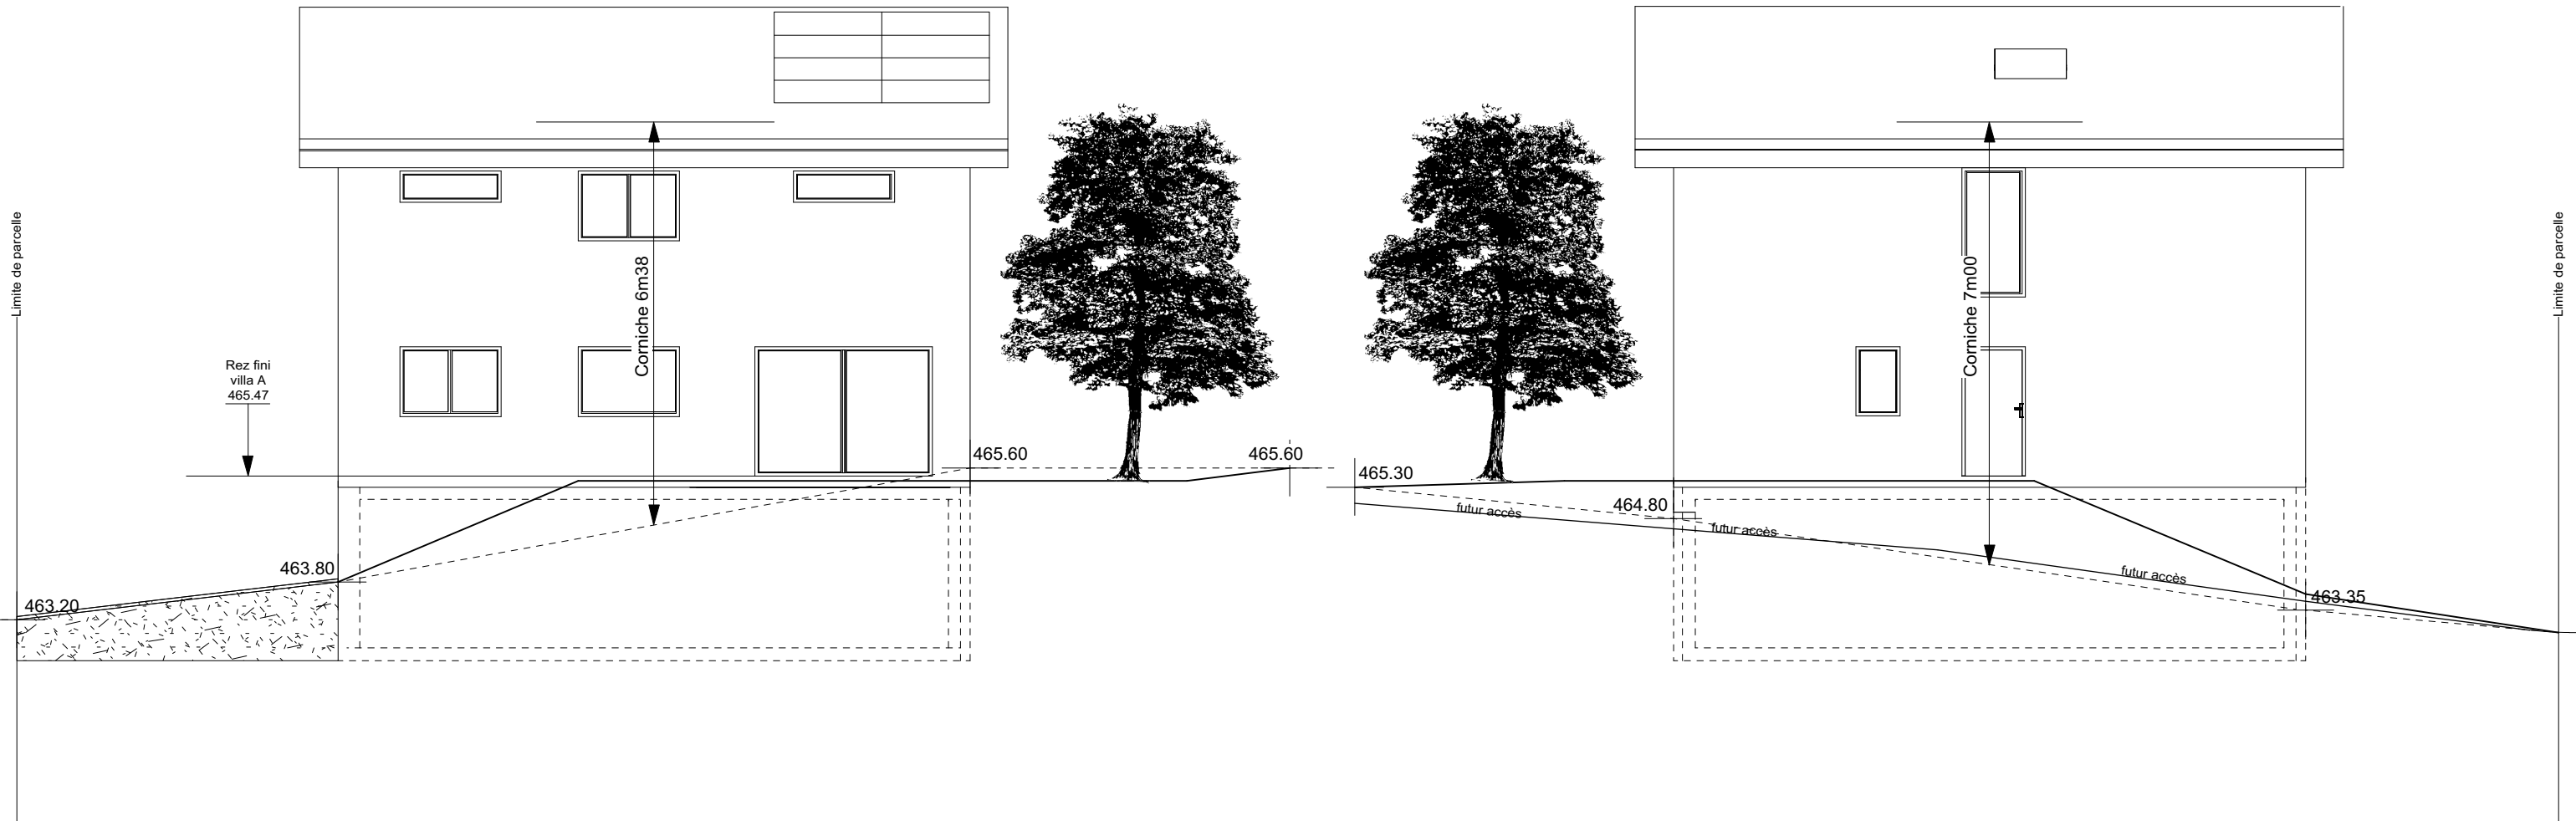 Limite de parcelle
Rez fini
villa A
465.47
Corniche 6m38
463.20
463.80
465.60
465.60
465.30
futur accès
464.80
futur accès
Corniche 7m00
futur accès
463.35
Limite de parcelle